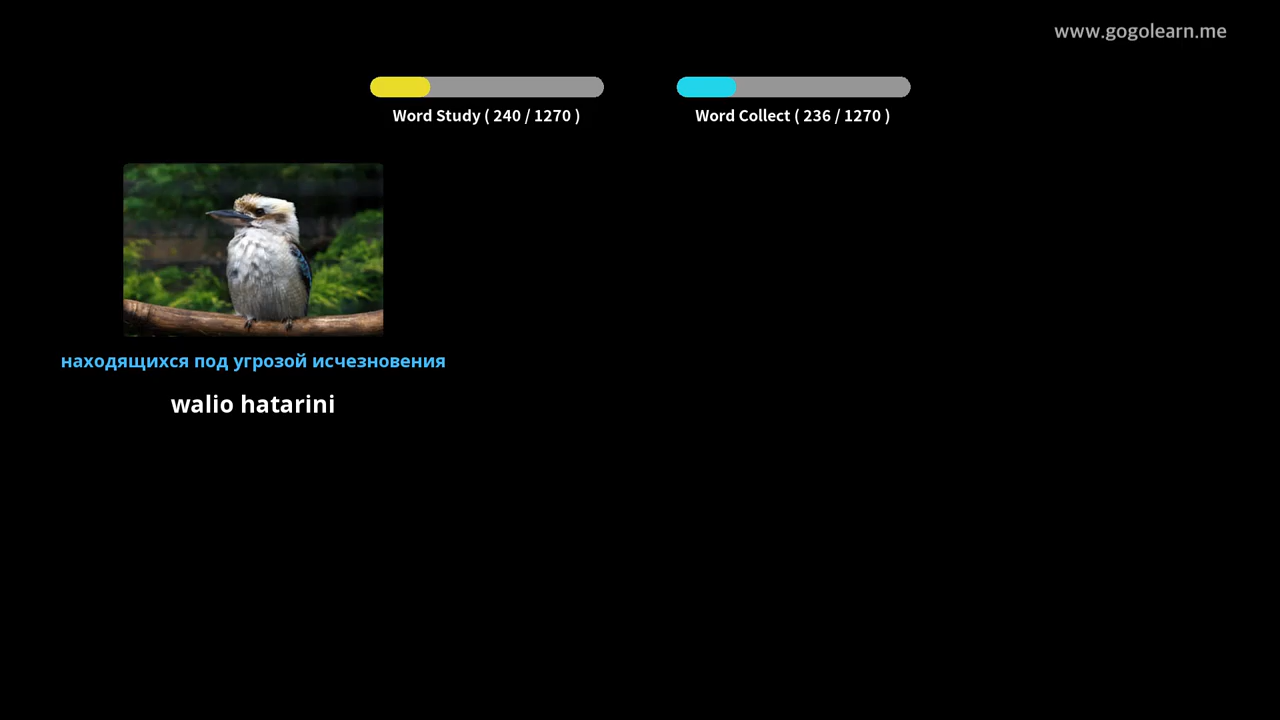 www.gogolearn.me
Word Study ( 240 / 1270 )
Word Collect ( 236 / 1270 )
находящихся под угрозой исчезновения
walio hatarini